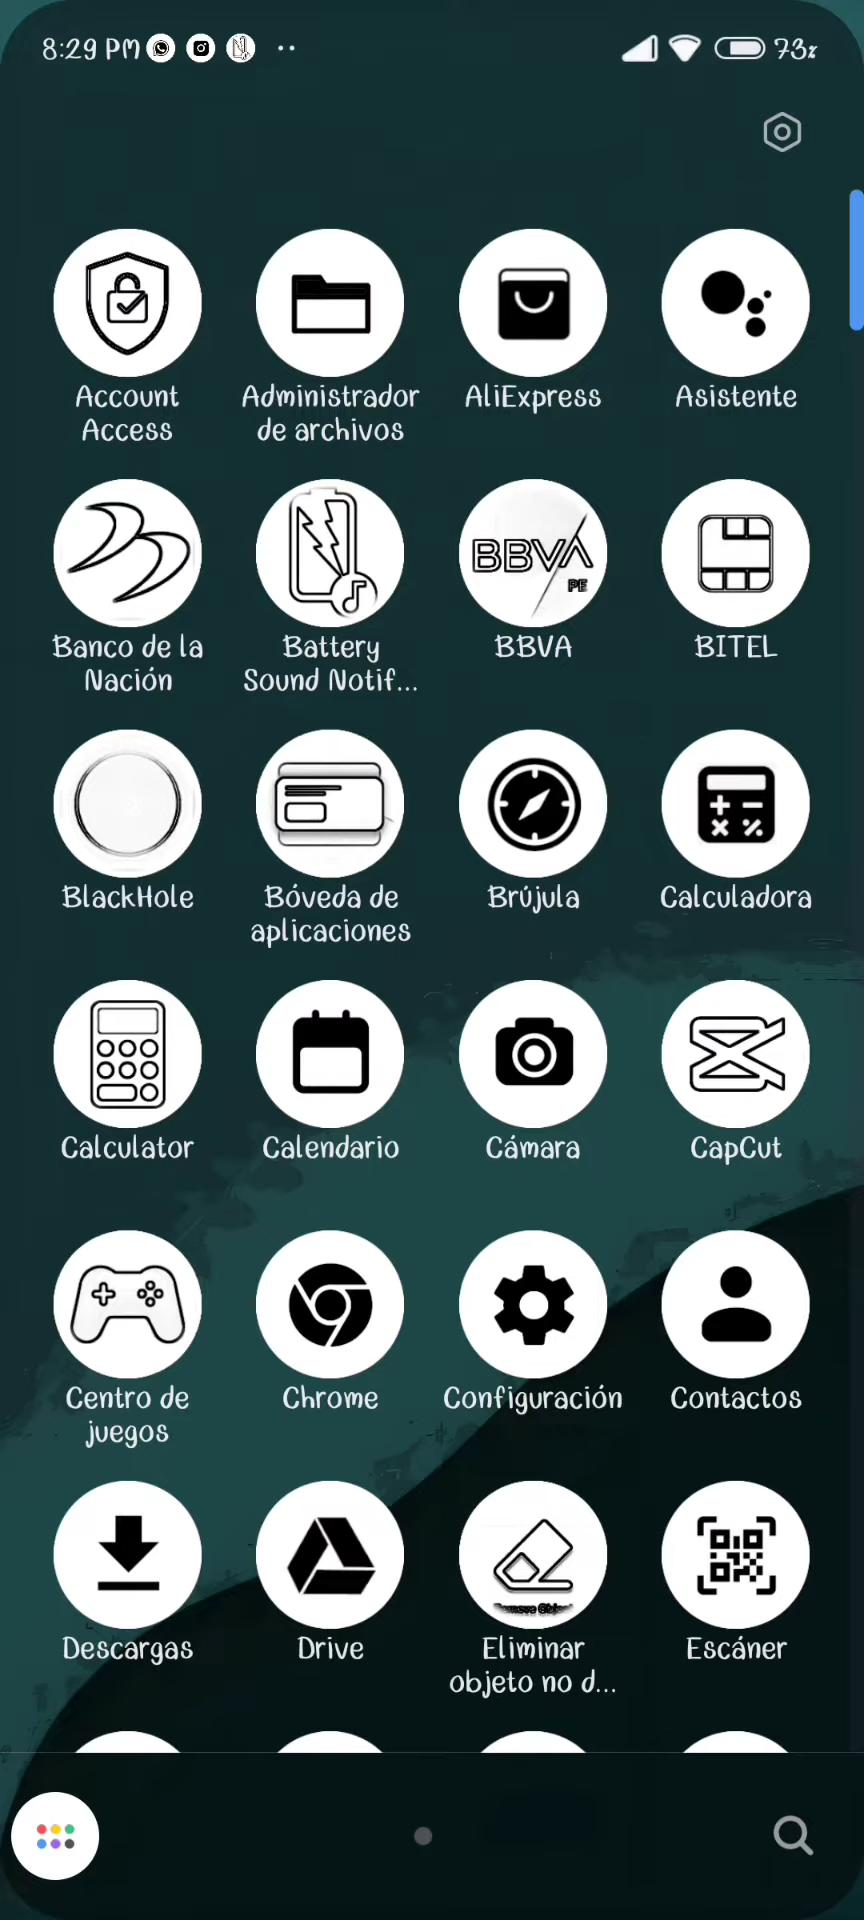 8:29 PM 73%
Account Administrador AliExpress Asistente
Access de archivos
BBVA
PE
Banco de la Battery BBVA BITEL
Nación Sound Notif...
BlackHole Bóveda de Brújula Calculadora
aplicaciones
Calculator Calendario Cámara CapCut
Centro de Chrome Configuración Contactos
juegos
Descargas Drive Eliminar Escáner
objeto no d...